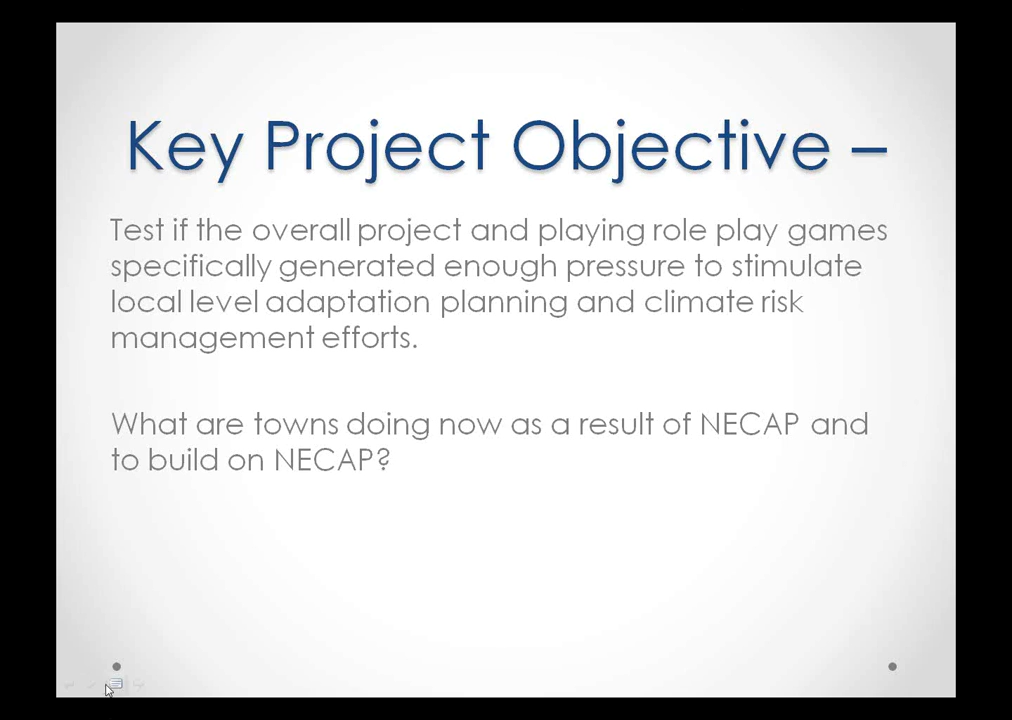 Key Project Objective –
Test if the overall project and playing role play games
specifically generated enough pressure to stimulate
local level adaptation planning and climate risk
management efforts.
What are towns doing now as a result of NECAP and
to build on NECAP?